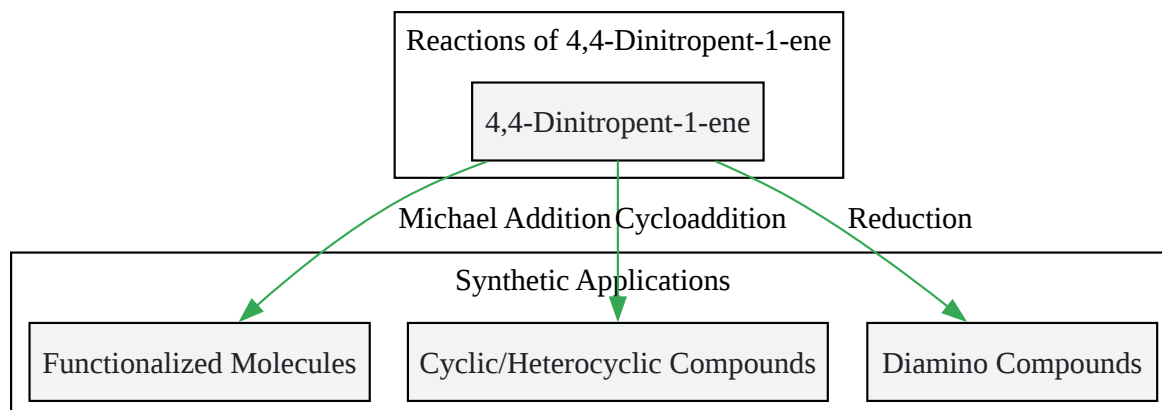 Reactions of 4,4-Dinitropent-1-ene
4,4-Dinitropent-1-ene
Michael Addition
Cycloaddition
Reduction
Synthetic Applications
Functionalized Molecules
Cyclic/Heterocyclic Compounds
Diamino Compounds